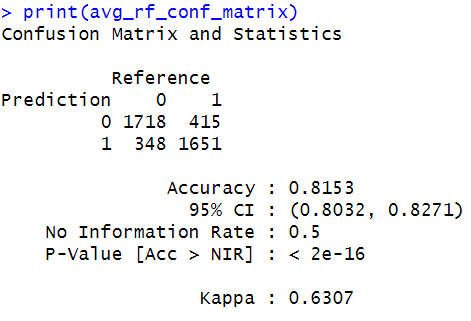 > print(avg_rf_conf_matrix)
Confusion Matrix and Statistics
Reference
Prediction 0 1
0 1718 415
1 348 1651
Accuracy : 0.8153
95% CI : (0.8032, 0.8271)
No Information Rate : 0.5
P-Value [Acc > NIR] : < 2e-16
Kappa : 0.6307